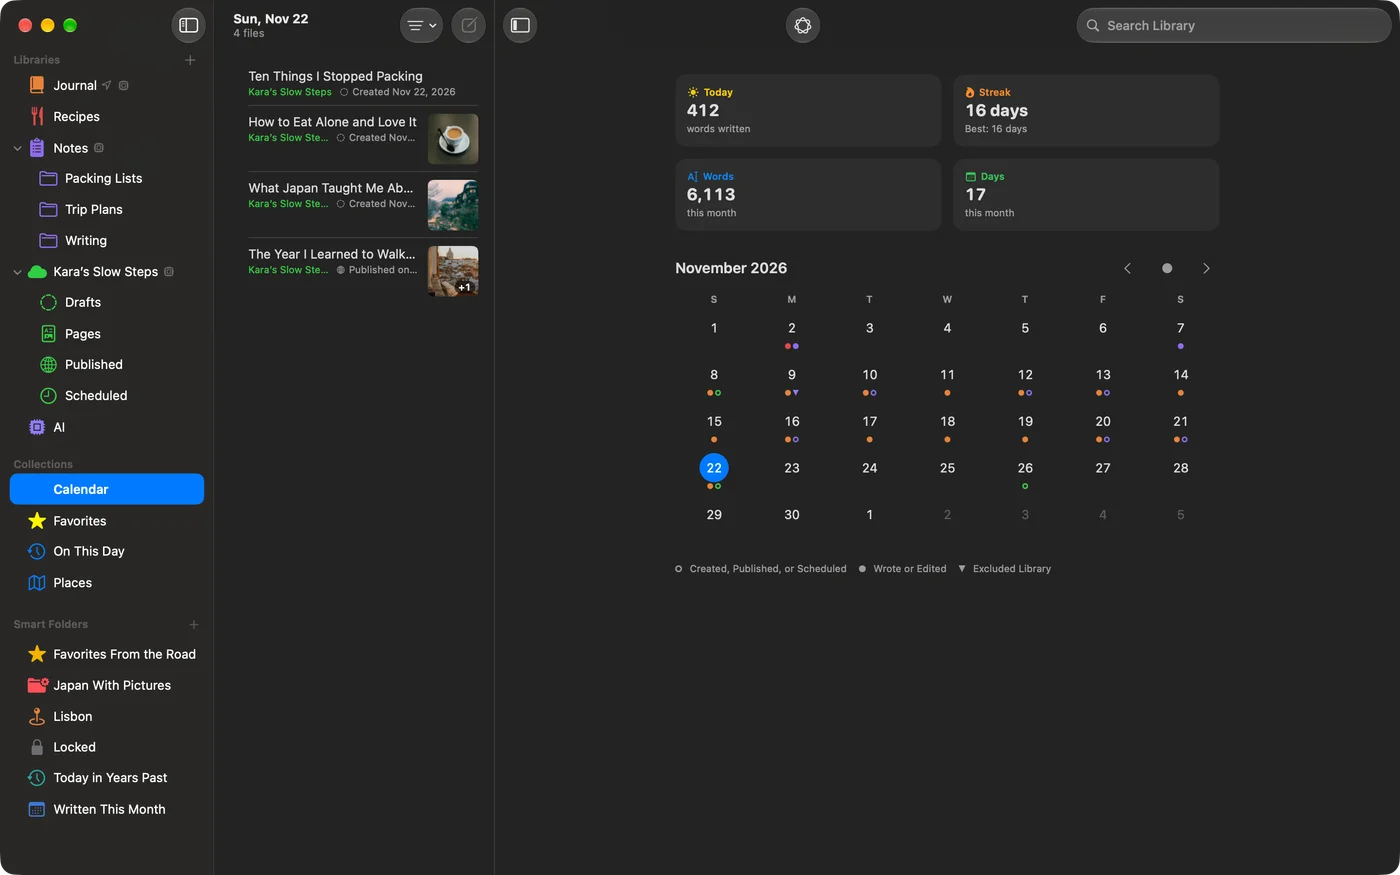 Libraries
Journal
Recipes
Notes
Packing Lists
Trip Plans
Writing
Kara's Slow Steps
Drafts
Pages
Published
Scheduled
AI
Collections
Calendar
Favorites
On This Day
Places
Smart Folders
Favorites From the Road
Japan With Pictures
Lisbon
Locked
Today in Years Past
Written This Month
Sun, Nov 22
4 files
Ten Things I Stopped Packing
Kara's Slow Steps Created Nov 22, 2026
How to Eat Alone and Love It
Kara's Slow Ste... Created Nov...
What Japan Taught Me Ab...
Kara's Slow Ste... Created Nov...
The Year I Learned to Walk...
Kara's Slow Ste... Published on...
+1
Search Library
Today
412
words written
Streak
16 days
Best: 16 days
Words
6,113
this month
Days
17
this month
November 2026
S M T W T F S
1 2 3 4 5 6 7
8 9 10 11 12 13 14
15 16 17 18 19 20 21
22 23 24 25 26 27 28
29 30 1 2 3 4 5
Created, Published, or Scheduled Wrote or Edited Excluded Library